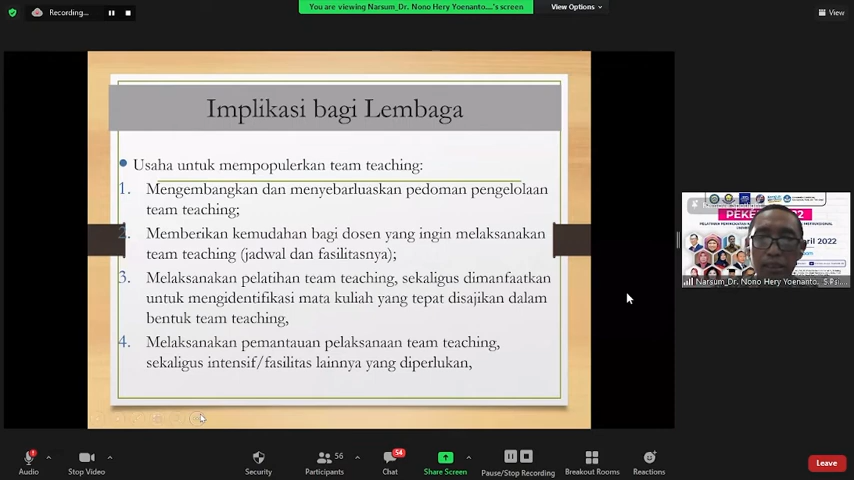 Recording...
You are viewing Narsum_Dr. Nono Hery Yoenanto....'s screen
View Options
View
Implikasi bagi Lembaga
Usaha untuk mempopulerkan team teaching:
1. Mengembangkan dan menyebarluaskan pedoman pengelolaan
team teaching;
2. Memberikan kemudahan bagi dosen yang ingin melaksanakan
team teaching (jadwal dan fasilitasnya);
3. Melaksanakan pelatihan team teaching, sekaligus dimanfaatkan
untuk mengidentifikasi mata kuliah yang tepat disajikan dalam
bentuk team teaching,
4. Melaksanakan pemantauan pelaksanaan team teaching,
sekaligus intensif/fasilitas lainnya yang diperlukan,
2022
Narsum_Dr. Nono Hery Yoenanto, S.Psi....
Audio
Stop Video
Security
56
Participants
54
Chat
Share Screen
Pause/Stop Recording
Breakout Rooms
Reactions
Leave